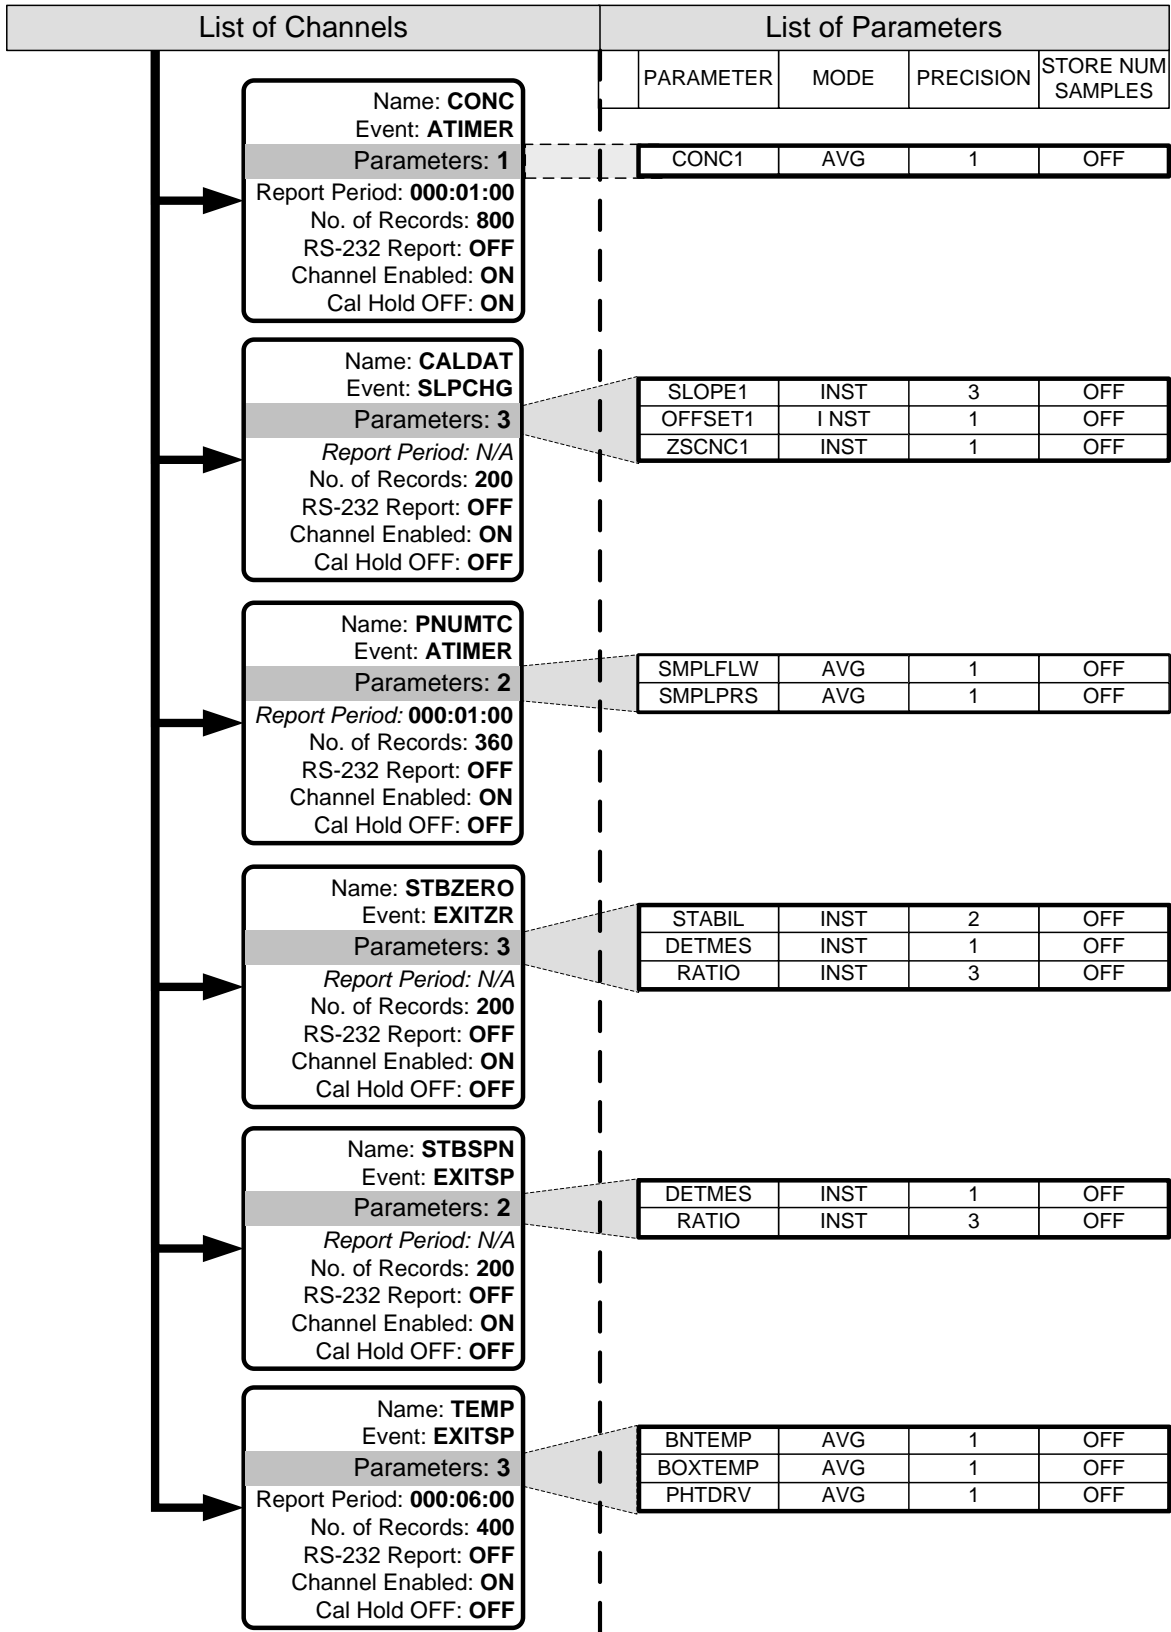 List of Channels
List of Parameters
PARAMETER MODE PRECISION STORE NUM SAMPLES
Name: CONC
Event: ATIMER
Parameters: 1
Report Period: 000:01:00
No. of Records: 800
RS-232 Report: OFF
Channel Enabled: ON
Cal Hold OFF: ON
CONC1 AVG 1 OFF
Name: CALDAT
Event: SLPCHG
Parameters: 3
Report Period: N/A
No. of Records: 200
RS-232 Report: OFF
Channel Enabled: ON
Cal Hold OFF: OFF
SLOPE1 INST 3 OFF
OFFSET1 I NST 1 OFF
ZSCNC1 INST 1 OFF
Name: PNUMTC
Event: ATIMER
Parameters: 2
Report Period: 000:01:00
No. of Records: 360
RS-232 Report: OFF
Channel Enabled: ON
Cal Hold OFF: OFF
SMPLFLW AVG 1 OFF
SMPLPRS AVG 1 OFF
Name: STBZERO
Event: EXITZR
Parameters: 3
Report Period: N/A
No. of Records: 200
RS-232 Report: OFF
Channel Enabled: ON
Cal Hold OFF: OFF
STABIL INST 2 OFF
DETMES INST 1 OFF
RATIO INST 3 OFF
Name: STBSPN
Event: EXITSP
Parameters: 2
Report Period: N/A
No. of Records: 200
RS-232 Report: OFF
Channel Enabled: ON
Cal Hold OFF: OFF
DETMES INST 1 OFF
RATIO INST 3 OFF
Name: TEMP
Event: EXITSP
Parameters: 3
Report Period: 000:06:00
No. of Records: 400
RS-232 Report: OFF
Channel Enabled: ON
Cal Hold OFF: OFF
BNTEMP AVG 1 OFF
BOXTEMP AVG 1 OFF
PHTDRV AVG 1 OFF